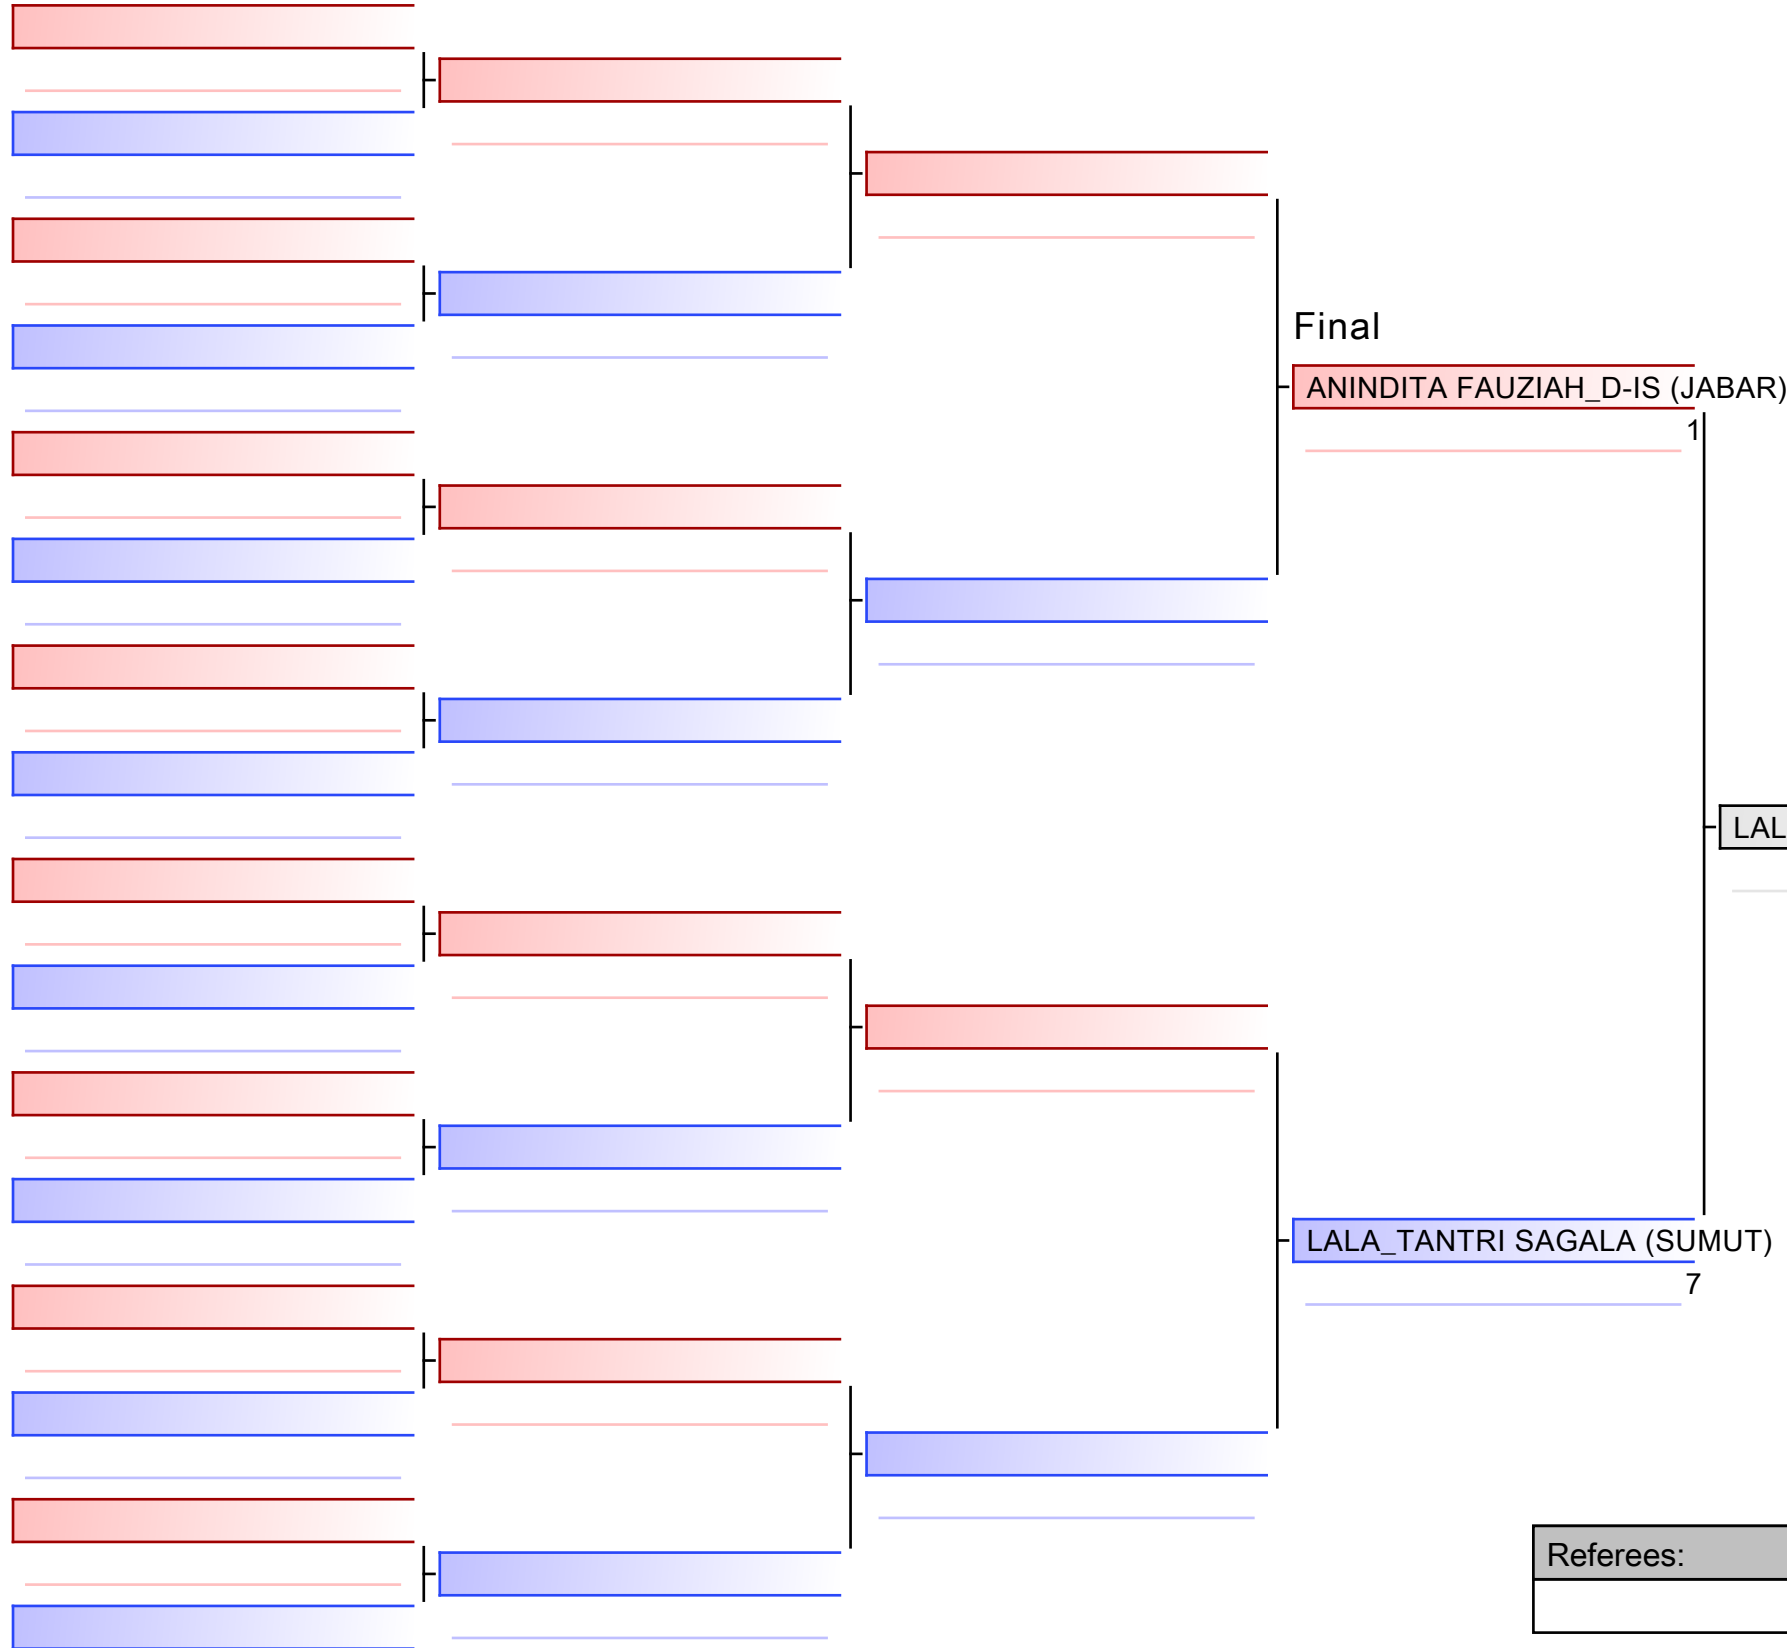 Final
ANINDITA FAUZIAH_D-IS (JABAR)
1
LAL
LALA_TANTRI SAGALA (SUMUT)
7
Referees: